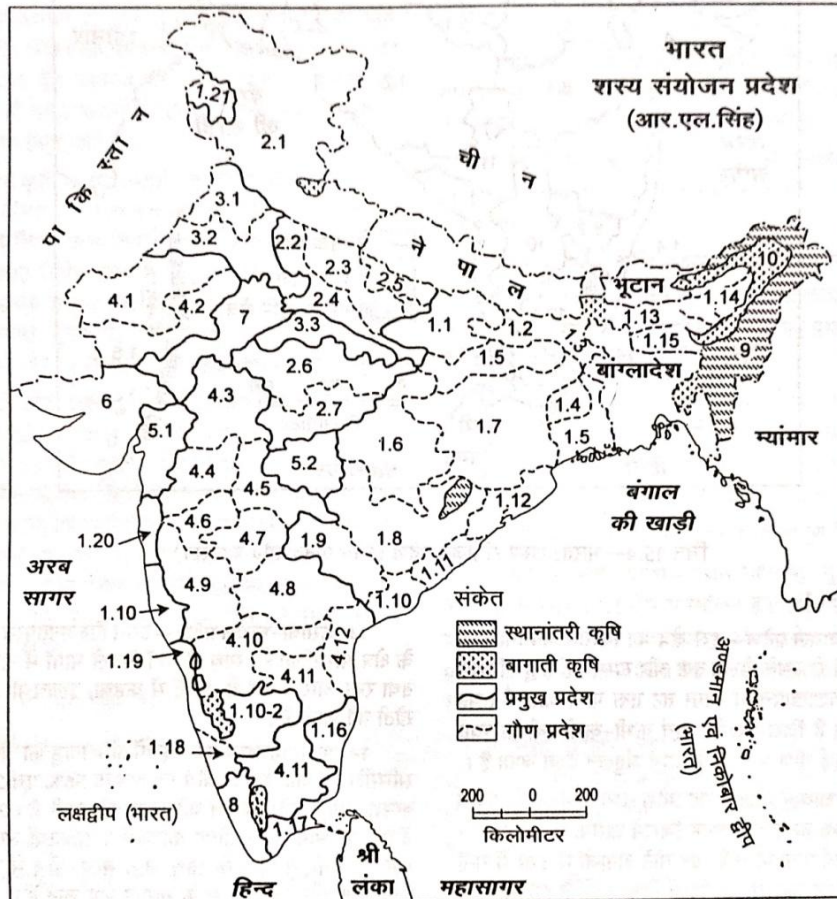 भारत
शस्य संयोजन प्रदेश
(आर.एल.सिंह)
1.21
2.1
पाकिस्तान
चीन
3.1
3.2
2.2
2.3
2.5
नेपाल
2.4
4.1
4.2
7
3.3
1.1
1.2
1.5
1.3
भूटान
10
1.14
13
1.15
9
बाग्लादेश
म्यांमार
6
5.1
4.3
2.6
2.7
1.6
1.7
1.4
1.5
4.4
4.5
5.2
1.12
बंगाल
की खाड़ी
1.20
4.6
4.7
1.9
1.8
1.11
अरब
सागर
1.10
4.9
4.8
1.10
1.19
4.10
4.12
4.11
1.10-2
1.16
1.18
4.11
8
1.17
लक्षद्वीप (भारत)
संकेत
स्थानांतरी कृषि
बागाती कृषि
प्रमुख प्रदेश
गौण प्रदेश
200 0 200
किलोमीटर
अण्डमान एवं निकोबार द्वीप
(भारत)
श्री
लंका
हिन्द महासागर